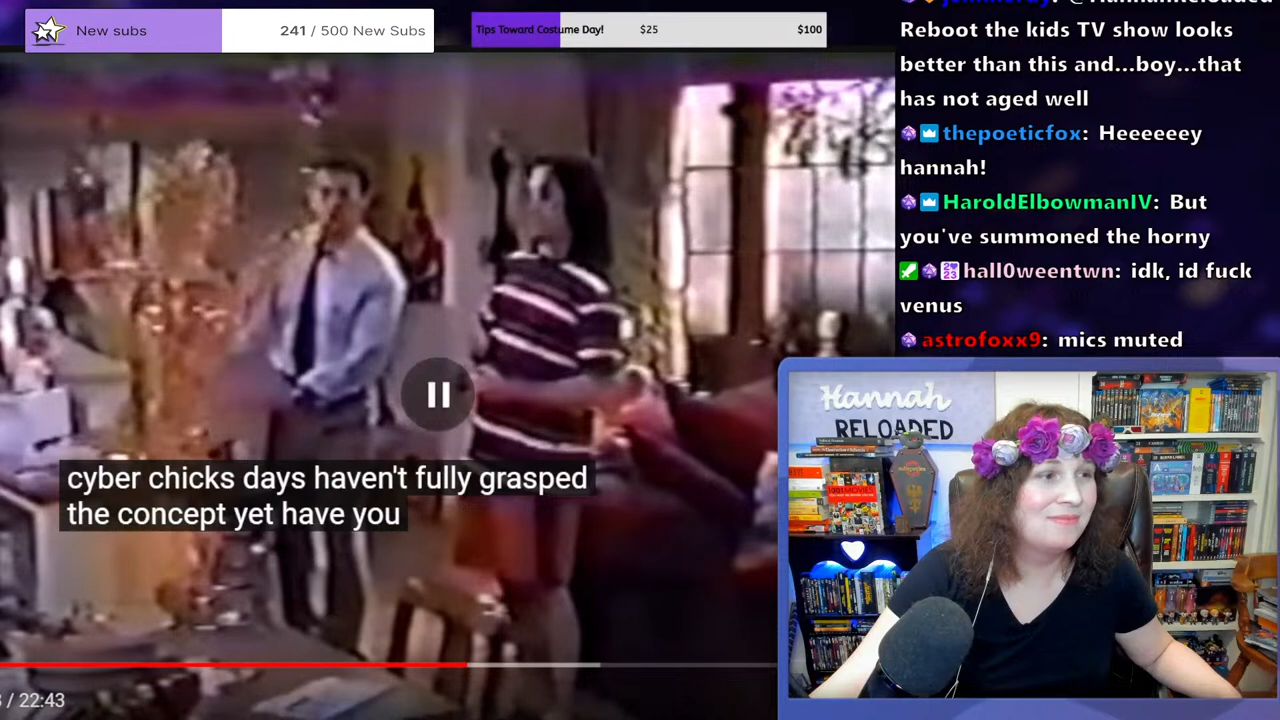 New subs
241 / 500 New Subs
Tips Toward Costume Day!
$25
$100
Reboot the kids TV show looks
better than this and...boy...that
has not aged well
thepoeticfox: Heeeeeey
hannah!
HaroldElbowmanIV: But
you've summoned the horny
hall0weentwn: idk, id fuck
venus
astrofoxx9: mics muted
Hannah
RELOADED
cyber chicks days haven't fully grasped
the concept yet have you
/ 22:43